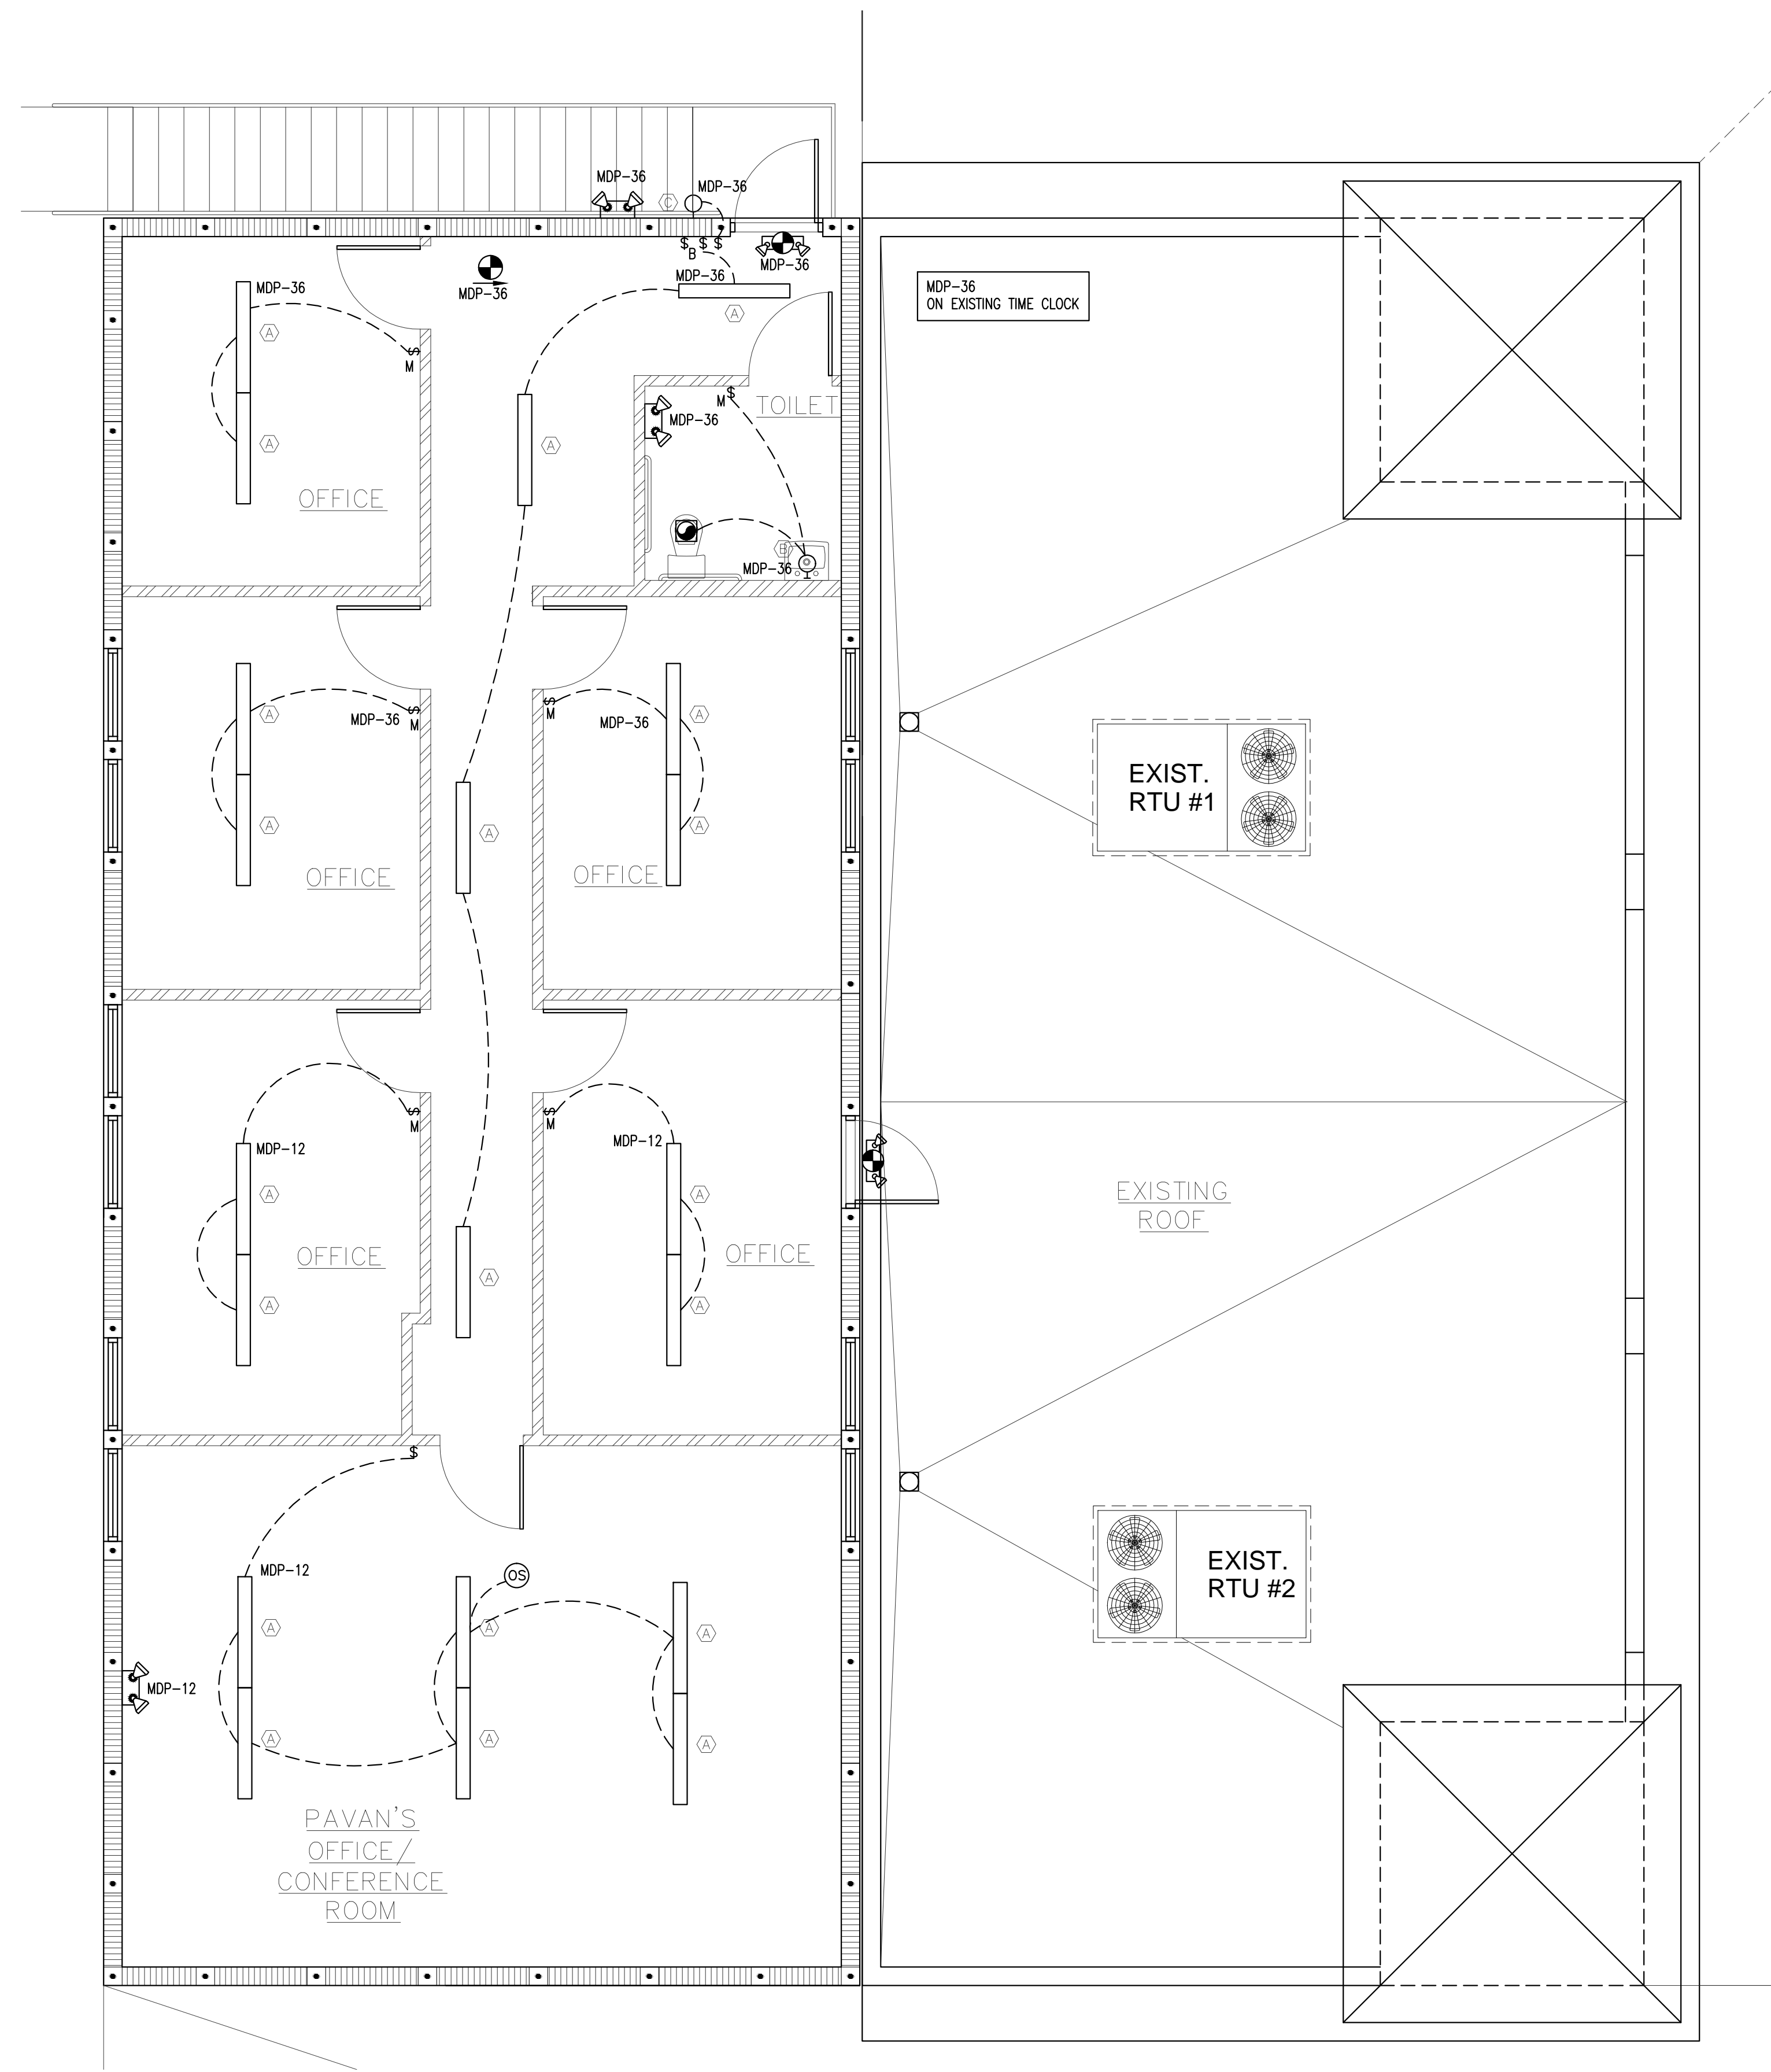 MDP-36
MDP-36
C
$ $ $
B
MDP-36
MDP-36
MDP-36
MDP-36
A
MDP-36
ON EXISTING TIME CLOCK
A
$
M
A
OFFICE
A
$
M
TOILET
MDP-36
B
MDP-36
A
MDP-36
$
M
A
OFFICE
$
M
MDP-36
A
A
OFFICE
A
EXIST.
RTU #1
$
M
MDP-12
A
A
OFFICE
$
M
MDP-12
A
A
OFFICE
A
EXISTING
ROOF
$
MDP-12
OS
A
A
A
MDP-12
A
A
A
EXIST.
RTU #2
PAVAN'S
OFFICE/
CONFERENCE
ROOM